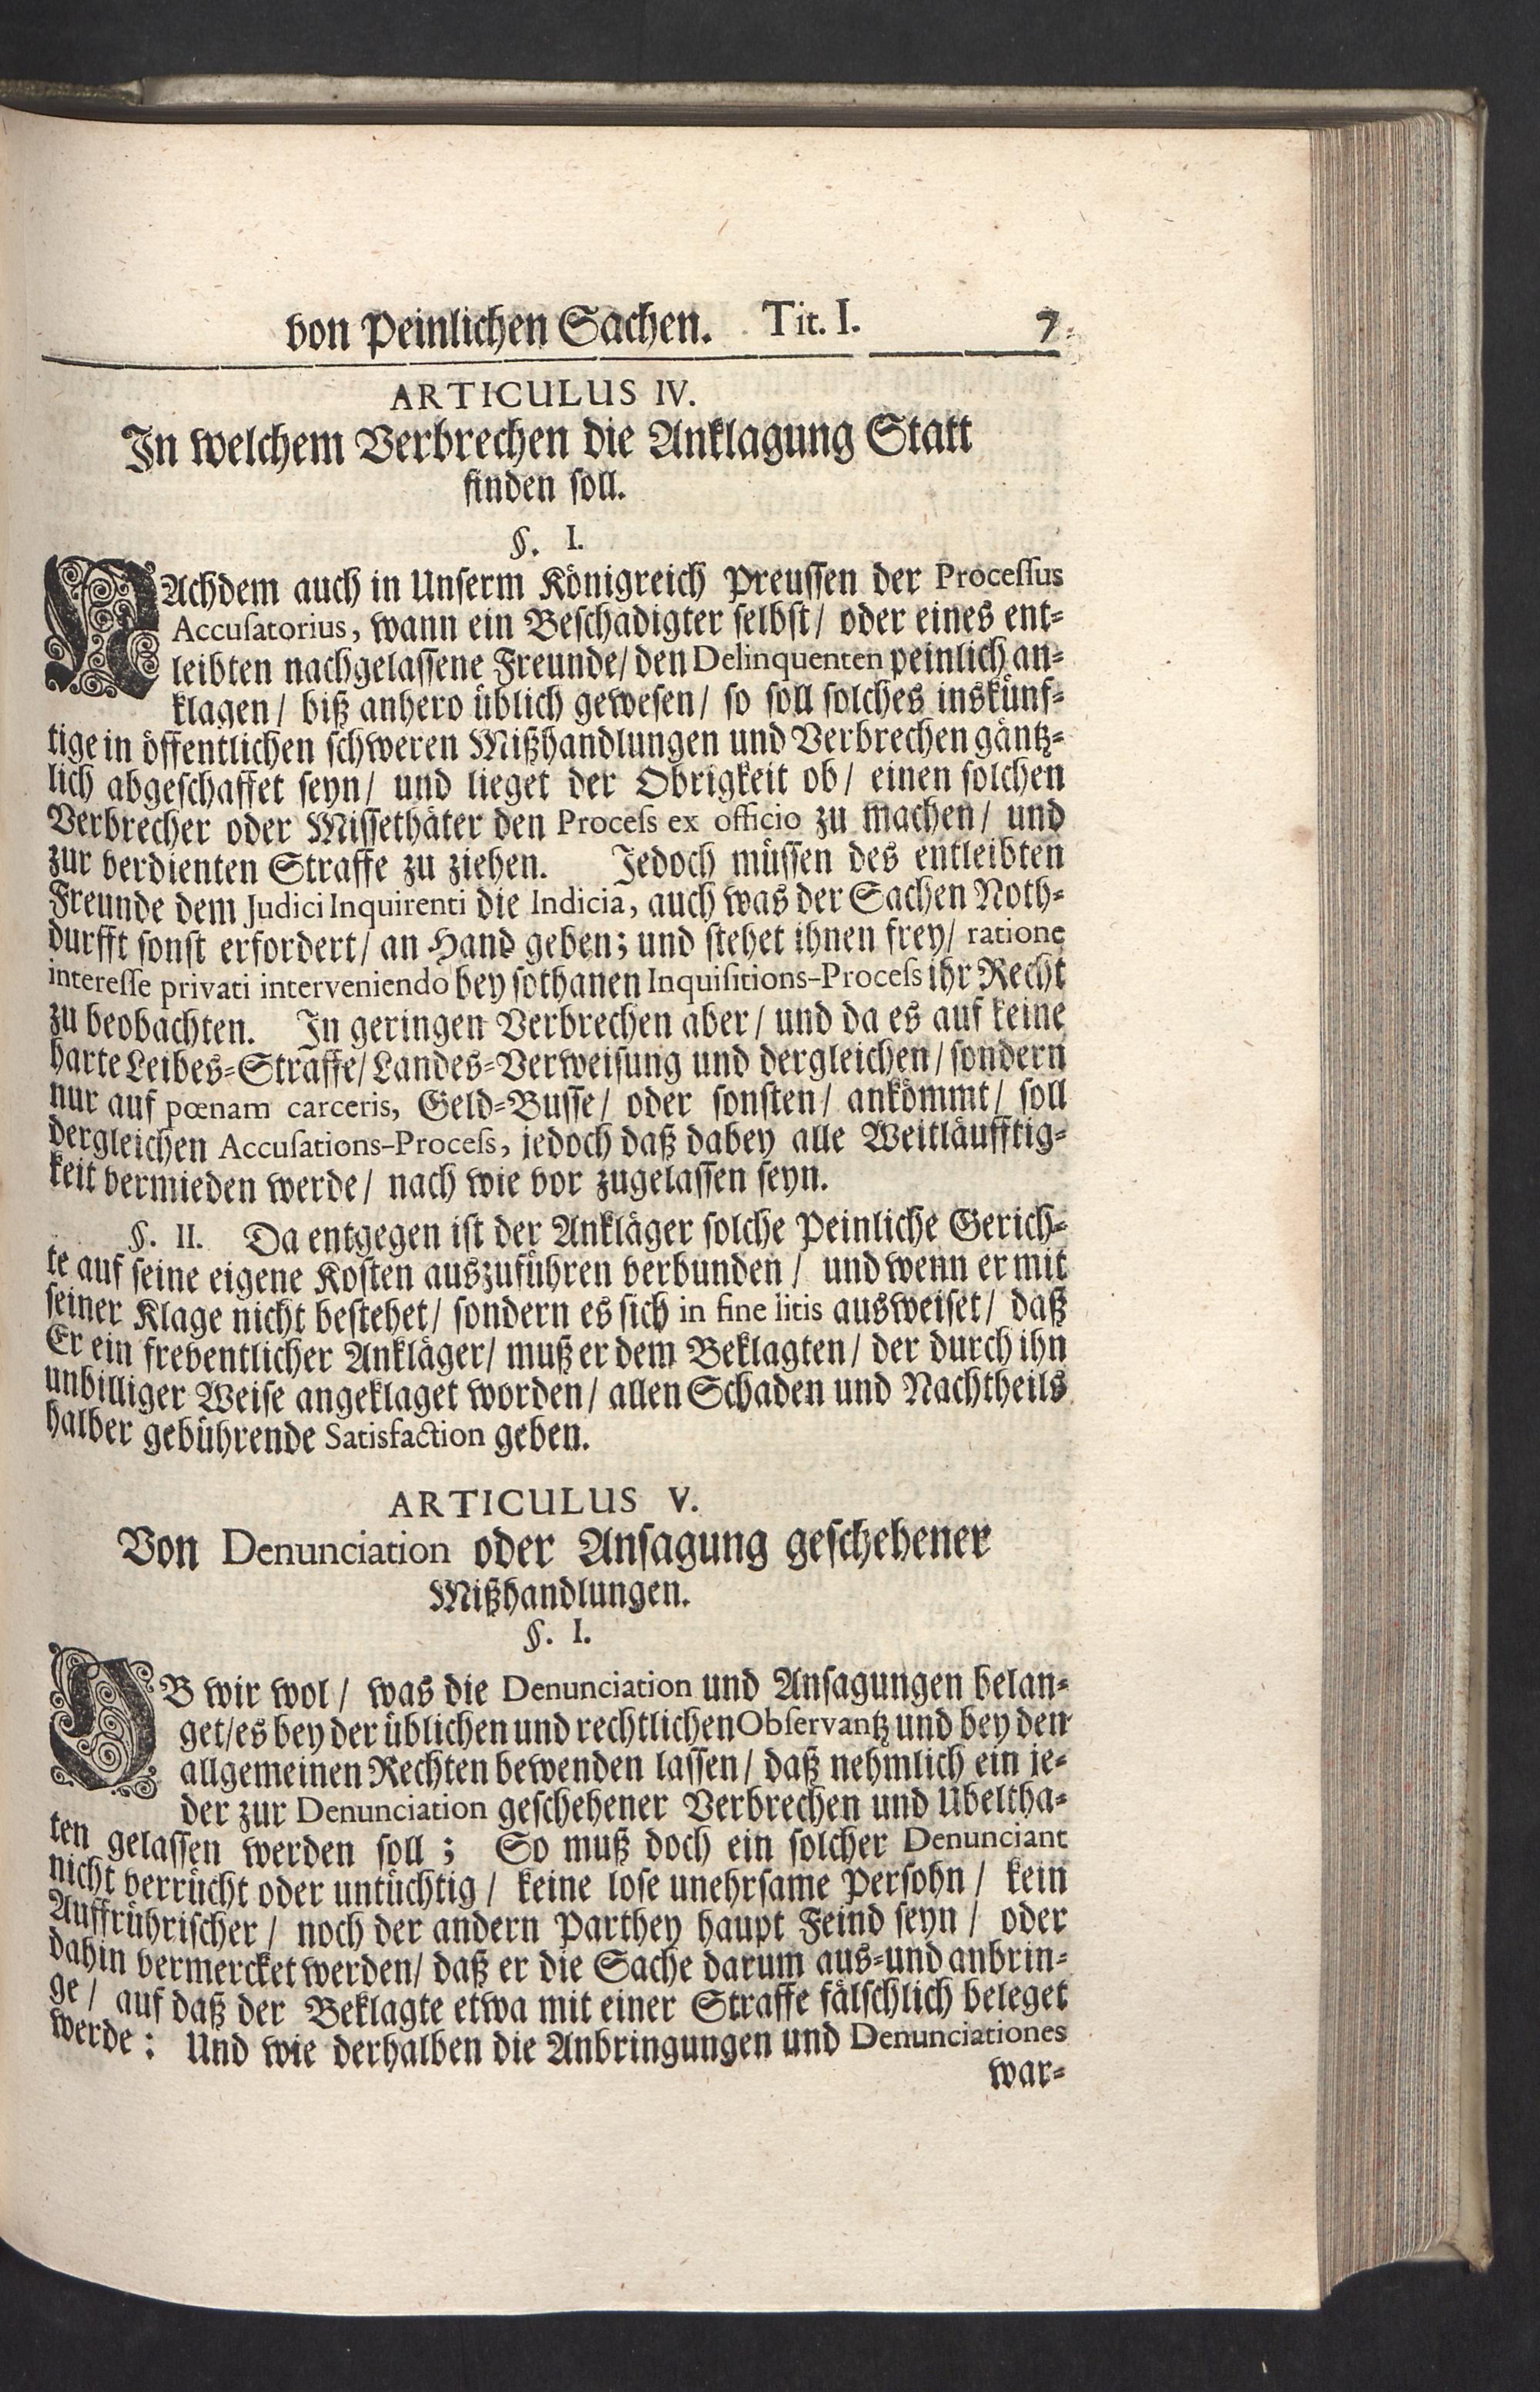 von Peinlichen Sachen. Tit. I. 7
ARTICULUS IV.
In welchem Verbrechen die Anklagung Statt
finden soll.
§. I.
NAchdem auch in Unserm Königreich Preussen der Processus
Accusatorius, wann ein Beschädigter selbst/ oder eines ent-
leibten nachgelassene Freunde/ den Delinquenten peinlich an-
klagen/ biß anhero üblich gewesen/ so soll solches inskünf-
tige in öffentlichen schweren Mißhandlungen und Verbrechen gäntz-
lich abgeschaffet seyn/ und lieget der Obrigkeit ob/ einen solchen
Verbrecher oder Missethäter den Process ex officio zu machen/ und
zur verdienten Straffe zu ziehen. Jedoch müssen des entleibten
Freunde dem Judici Inquirenti die Indicia, auch was der Sachen Noth-
durfft sonst erfordert/ an Hand geben; und stehet ihnen frey/ ratione
interesse privati interveniendo bey sothanen Inquisitions-Process ihr Recht
zu beobachten. In geringen Verbrechen aber/ und da es auf keine
harte Leibes-Straffe/ Landes-Verweisung und dergleichen/ sondern
nur auf pœnam carceris, Geld-Busse/ oder sonsten/ ankömmt/ soll
dergleichen Accusations-Process, jedoch daß dabey alle Weitläufftig-
keit vermieden werde/ nach wie vor zugelassen seyn.
§. II. Da entgegen ist der Ankläger solche Peinliche Gerich-
te auf seine eigene Kosten auszuführen verbunden/ und wenn er mit
seiner Klage nicht bestehet/ sondern es sich in fine litis ausweiset/ daß
Er ein freventlicher Ankläger/ muß er dem Beklagten/ der durch ihn
unbilliger Weise angeklaget worden/ allen Schaden und Nachtheils
halber gebührende Satisfaction geben.
ARTICULUS V.
Von Denunciation oder Ansagung geschehener
Mißhandlungen.
§. I.
OB wir wol/ was die Denunciation und Ansagungen belan-
get/ es bey der üblichen und rechtlichen Observantz und bey den
allgemeinen Rechten bewenden lassen/ daß nehmlich ein je-
der zur Denunciation geschehener Verbrechen und Ubeltha-
ten gelassen werden soll; So muß doch ein solcher Denunciant
nicht verrücht oder untüchtig/ keine lose unehrsame Persohn/ kein
Auffrührischer/ noch der andern Parthey haupt Feind seyn/ oder
dahin vermercket werden/ daß er die Sache darum aus-und anbrin-
ge/ auf daß der Beklagte etwa mit einer Straffe fälschlich beleget
werde: Und wie derhalben die Anbringungen und Denunciationes
war-